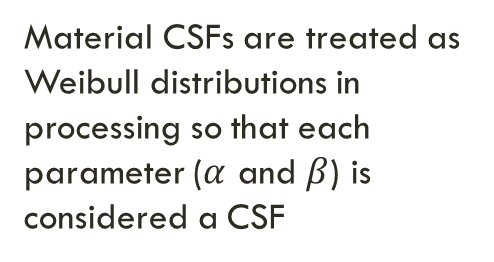 Material CSFs are treated as
Weibull distributions in
processing so that each
parameter (𝛼 and 𝛽) is
considered a CSF